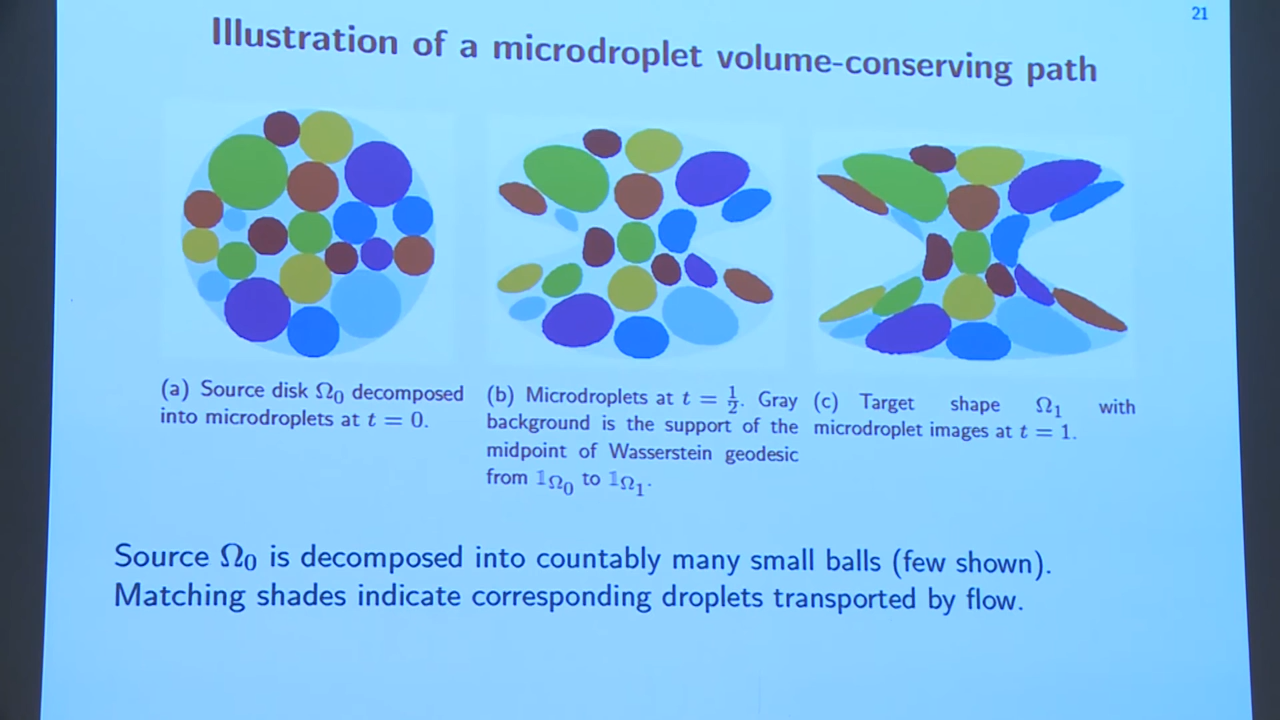 21
Illustration of a microdroplet volume-conserving path
(a) Source disk Ω₀ decomposed
into microdroplets at t = 0.
(b) Microdroplets at t = 1/2. Gray
background is the support of the
midpoint of Wasserstein geodesic
from 𝟙Ω₀ to 𝟙Ω₁.
(c) Target shape Ω₁ with
microdroplet images at t = 1.
Source Ω₀ is decomposed into countably many small balls (few shown).
Matching shades indicate corresponding droplets transported by flow.